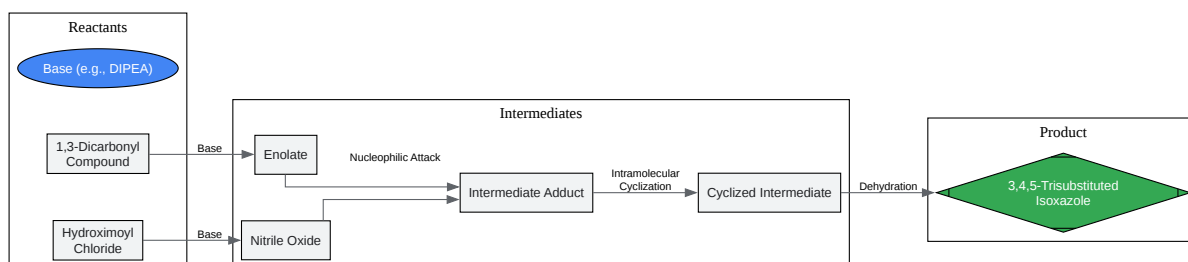 Reactants
Base (e.g., DIPEA)
1,3-Dicarbonyl
Compound
Base
Hydroximoyl
Chloride
Base
Intermediates
Enolate
Nucleophilic Attack
Nitrile Oxide
Intermediate Adduct
Intramolecular
Cyclization
Cyclized Intermediate
Dehydration
Product
3,4,5-Trisubstituted
Isoxazole